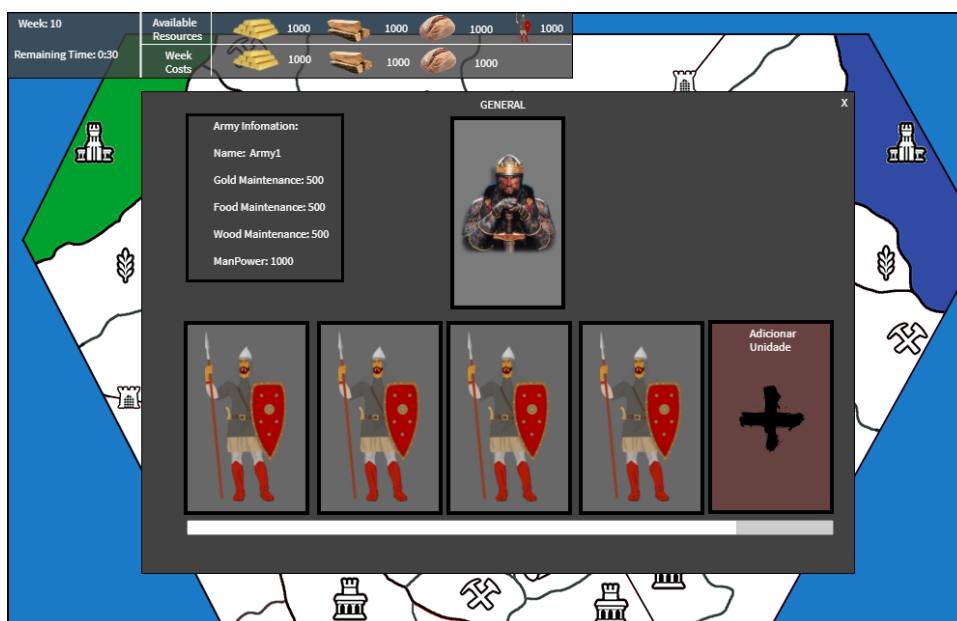 Week: 10
Remaining Time: 0:30
Available
Resources
1000
1000
1000
1000
Week
Costs
1000
1000
1000
GENERAL
X
Army Infomation:
Name: Army1
Gold Maintenance: 500
Food Maintenance: 500
Wood Maintenance: 500
ManPower: 1000
Adicionar
Unidade